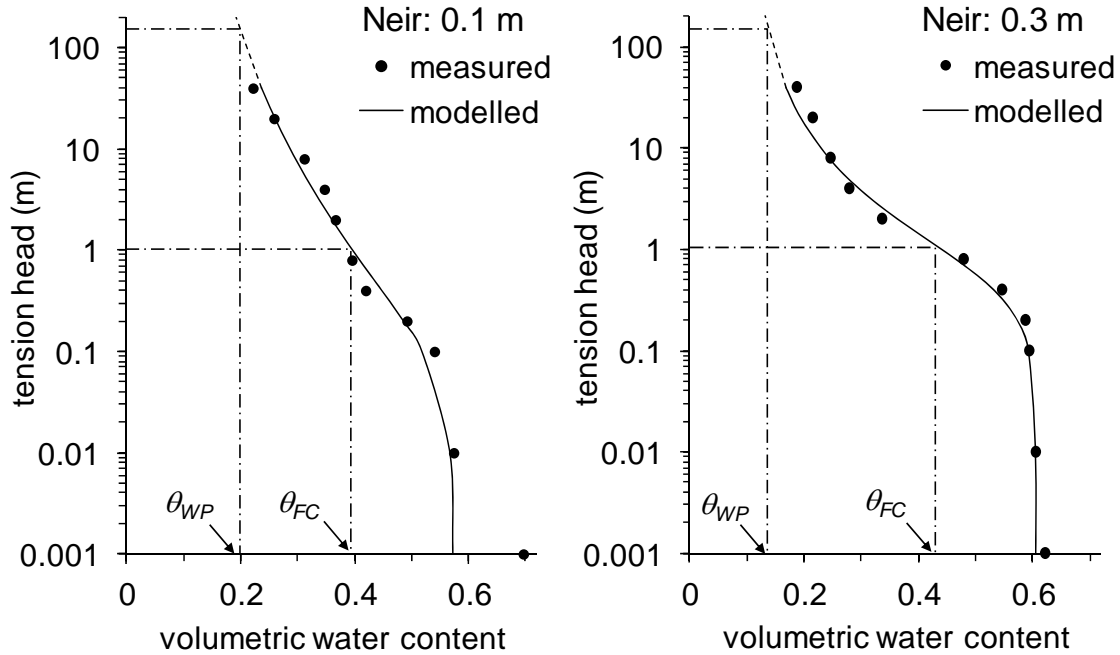 Neir: 0.1 m
measured
modelled
tension head (m)
100
10
1
0.1
0.01
0.001
θWP
θFC
0 0.2 0.4 0.6
volumetric water content
Neir: 0.3 m
measured
modelled
tension head (m)
100
10
1
0.1
0.01
0.001
θWP
θFC
0 0.2 0.4 0.6
volumetric water content